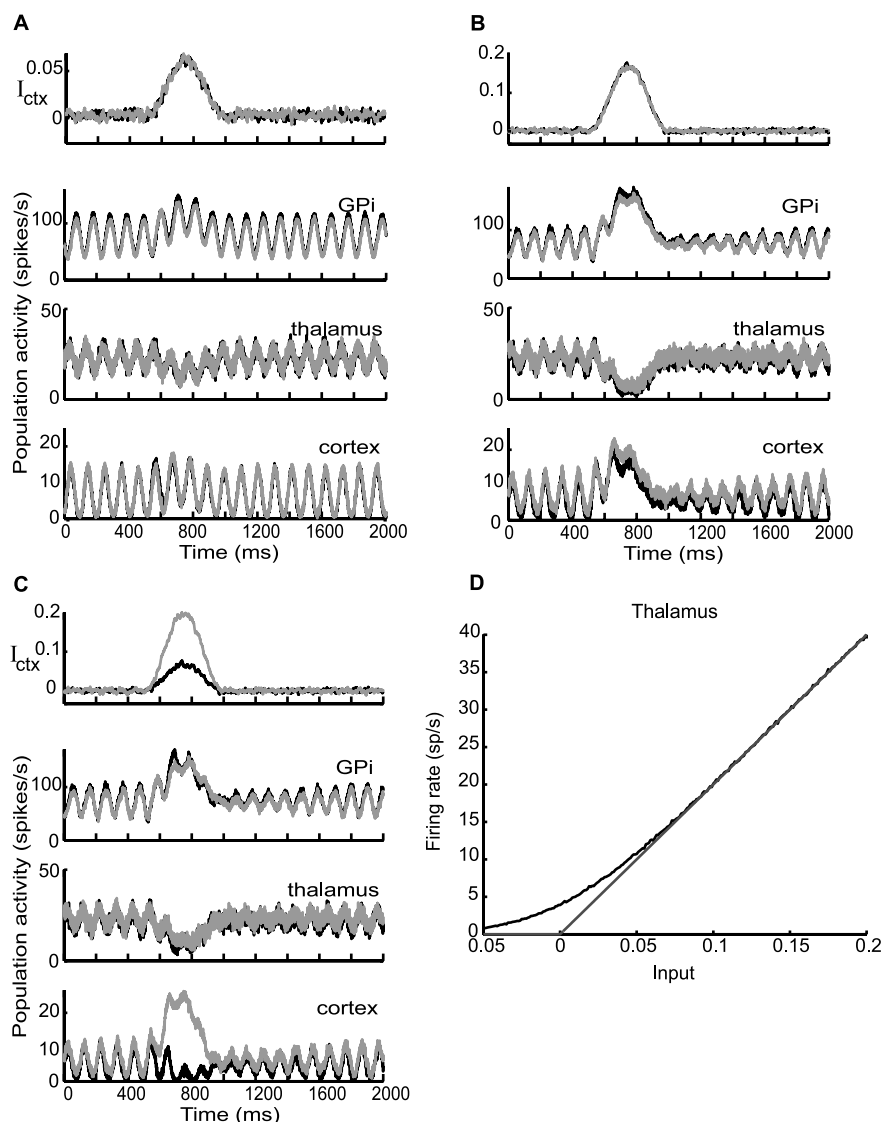 A
0.05
I ctx
0
GPi
100
0
50
thalamus
0
20
cortex
10
0
0 400 800 1200 1600 2000
Time (ms)
Population activity (spikes/s)
B
0.2
0.1
0
GPi
100
0
50
thalamus
0
20
cortex
10
0
0 400 800 1200 1600 2000
Time (ms)
C
0.2
I ctx
0.1
0
GPi
100
0
50
thalamus
0
20
cortex
10
0
0 400 800 1200 1600 2000
Time (ms)
Population activity (spikes/s)
D
Thalamus
40
35
30
25
20
15
10
5
0
0.05 0 0.05 0.1 0.15 0.2
Input
Firing rate (sp/s)